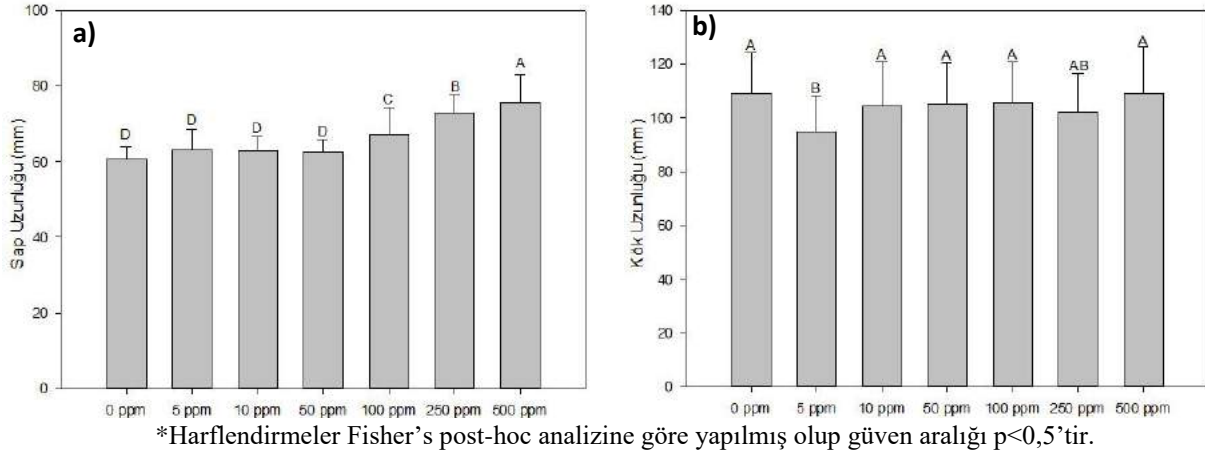 a)
100
80
60
40
20
0
Sap Uzunluğu (mm)
D
D
D
D
C
B
A
0 ppm 5 ppm 10 ppm 50 ppm 100 ppm 250 ppm 500 ppm
b)
140
120
100
80
60
40
20
0
Kök Uzunluğu (mm)
A
B
A
A
A
AB
A
0 ppm 5 ppm 10 ppm 50 ppm 100 ppm 250 ppm 500 ppm
*Harflendirmeler Fisher’s post-hoc analizine göre yapılmış olup güven aralığı p<0,5’tir.